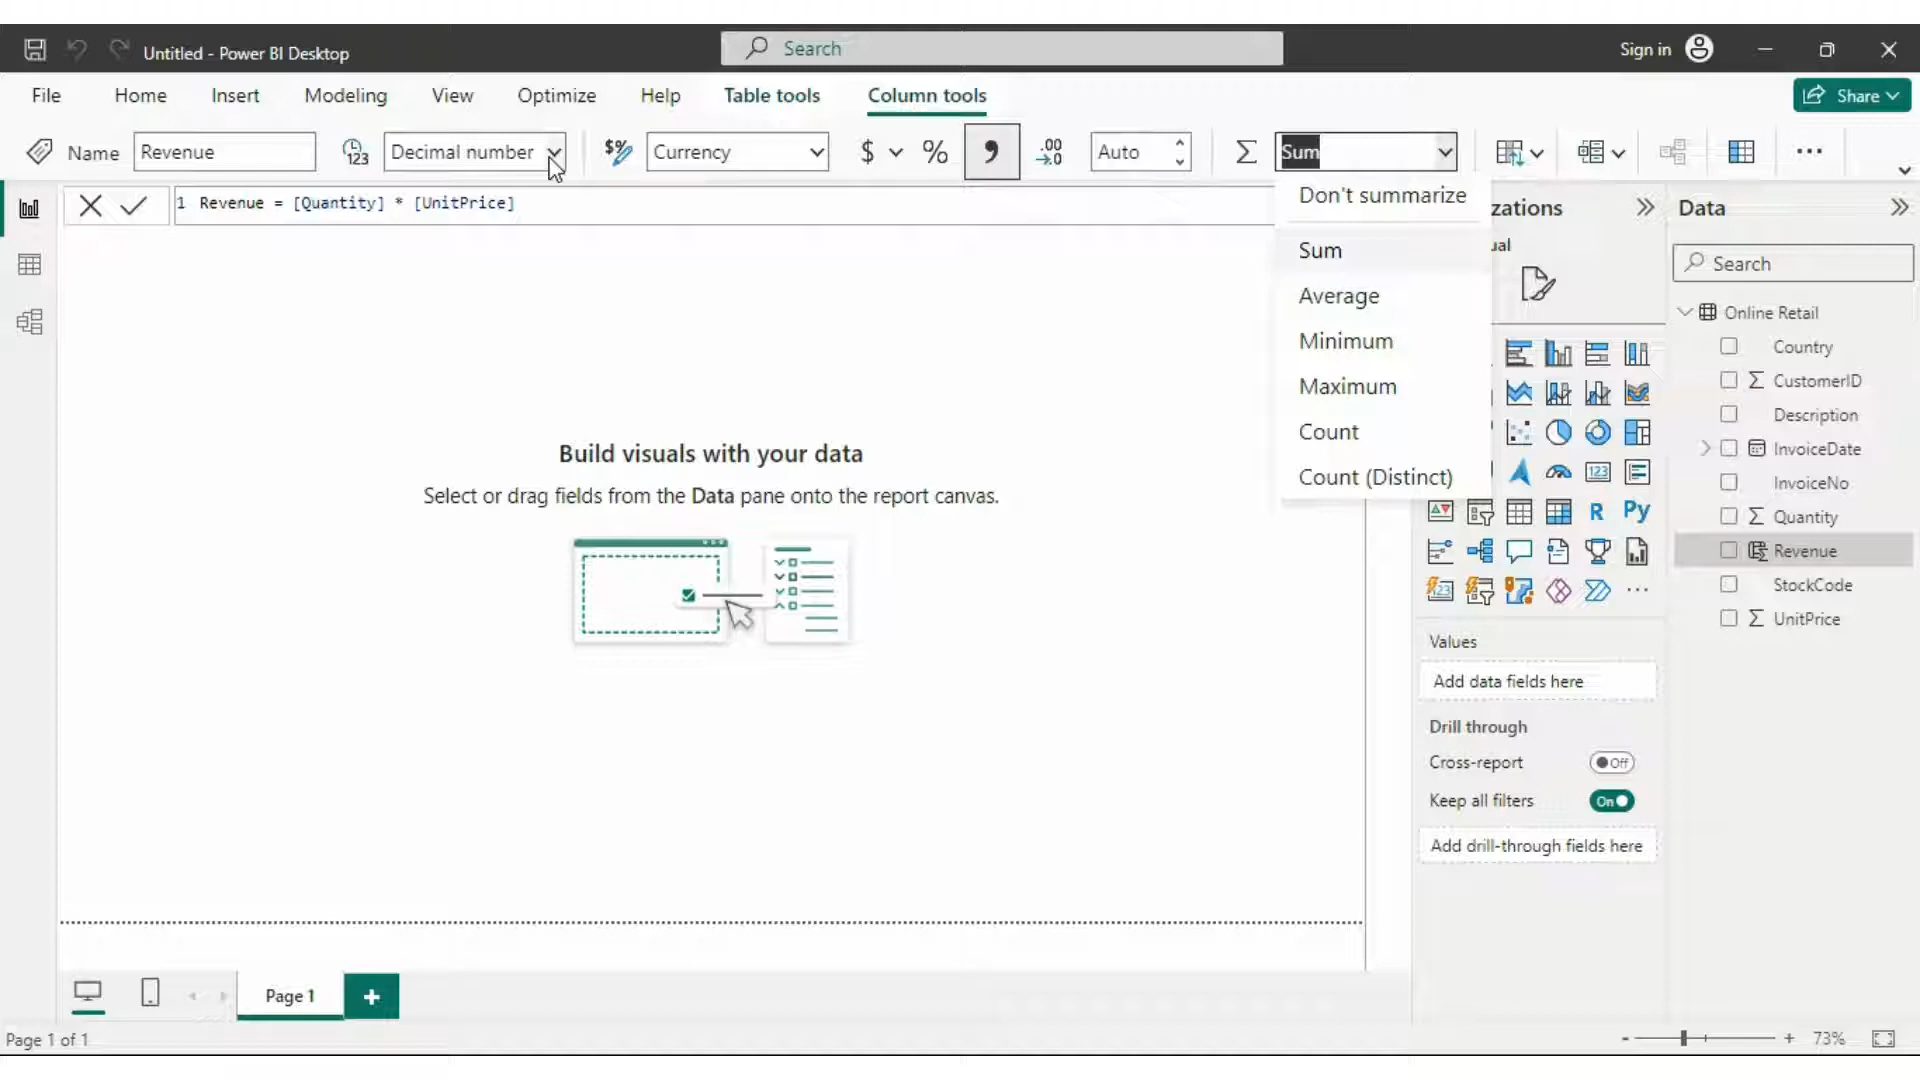 Untitled - Power BI Desktop
Search
Sign in
File
Home
Insert
Modeling
View
Optimize
Help
Table tools
Column tools
Share
Name
Revenue
123
Decimal number
$%
Currency
$
%
,
.00
→.0
Auto
Σ
Sum
...
1 Revenue = [Quantity] * [UnitPrice]
Don't summarize
Sum
Average
Minimum
Maximum
Count
Count (Distinct)
zations
ual
Data
Search
Online Retail
Country
Σ CustomerID
Description
InvoiceDate
InvoiceNo
Σ Quantity
Revenue
StockCode
Σ UnitPrice
Build visuals with your data
Select or drag fields from the Data pane onto the report canvas.
123
R
Py
123
...
Values
Add data fields here
Drill through
Cross-report
Off
Keep all filters
On
Add drill-through fields here
Page 1
+
Page 1 of 1
-
+
73%